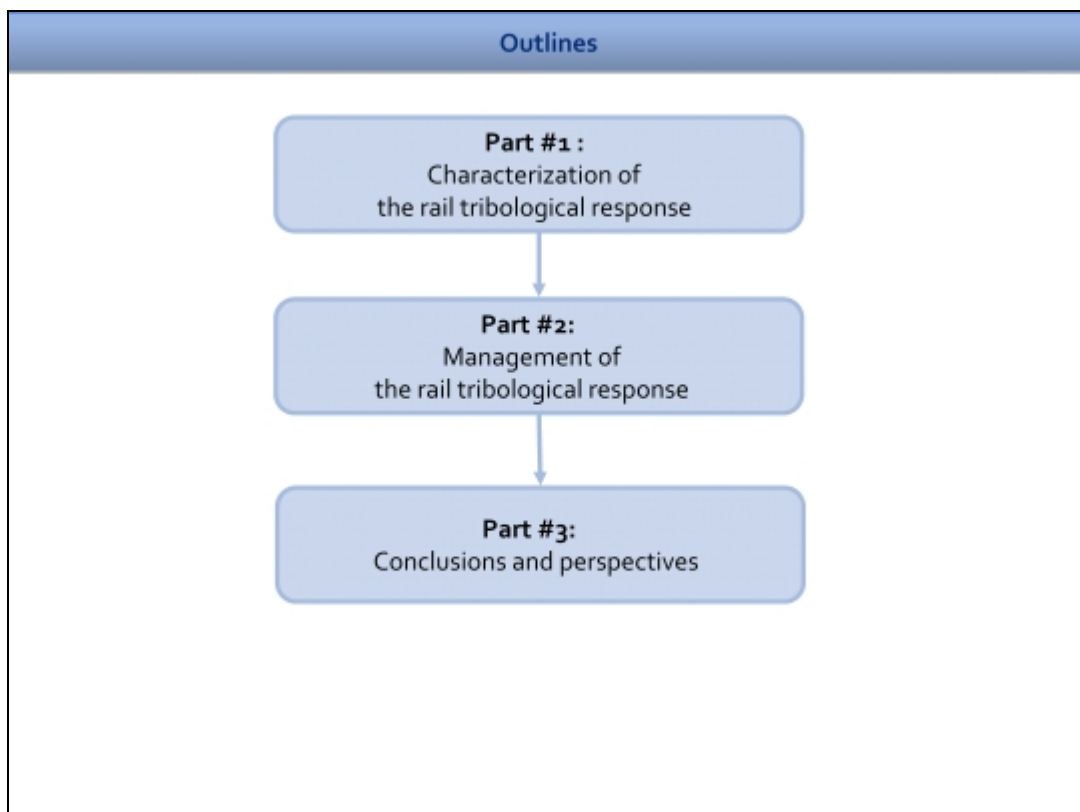 Outlines
Part #1 :
Characterization of
the rail tribological response
Part #2:
Management of
the rail tribological response
Part #3:
Conclusions and perspectives